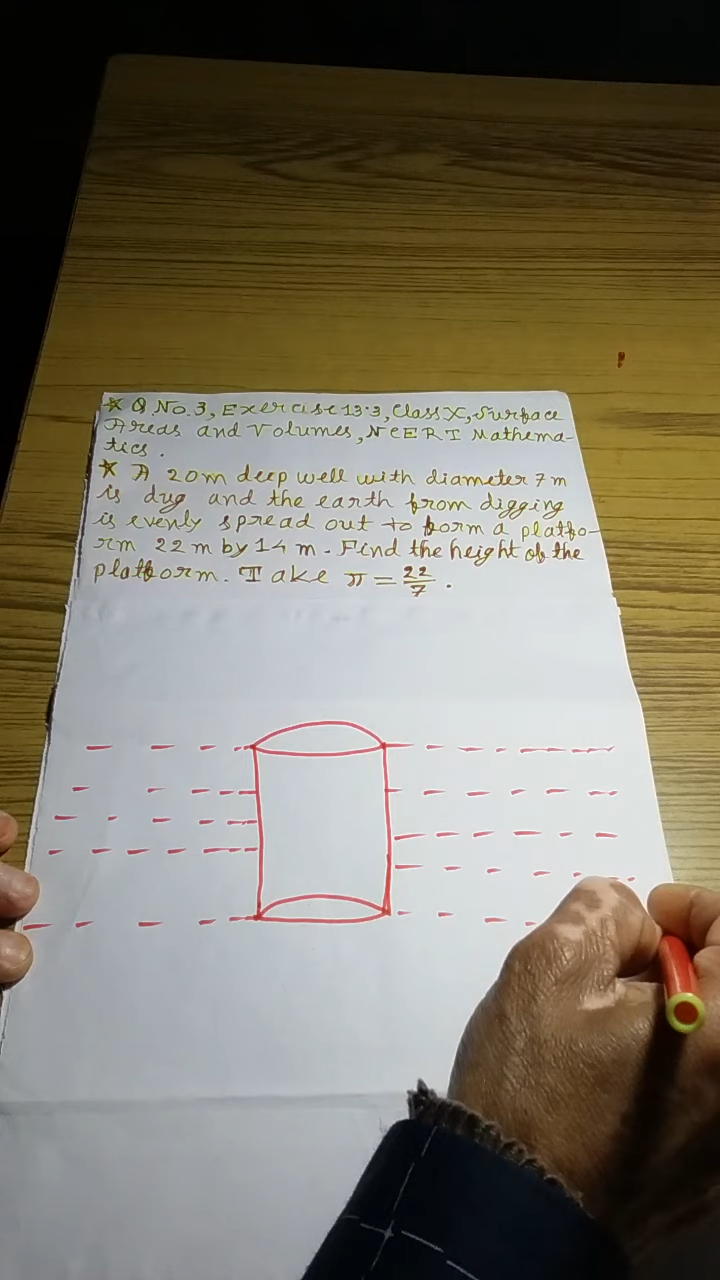 * Q No. 3, Exercise 13.3, Class X, Surface
Areas and Volumes, NCERT Mathema-
tics.
* A 20m deep well with diameter 7m
is dug and the earth from digging
is evenly spread out to form a platfo-
rm 22m by 14m. Find the height of the
platform. Take π = 22/7.